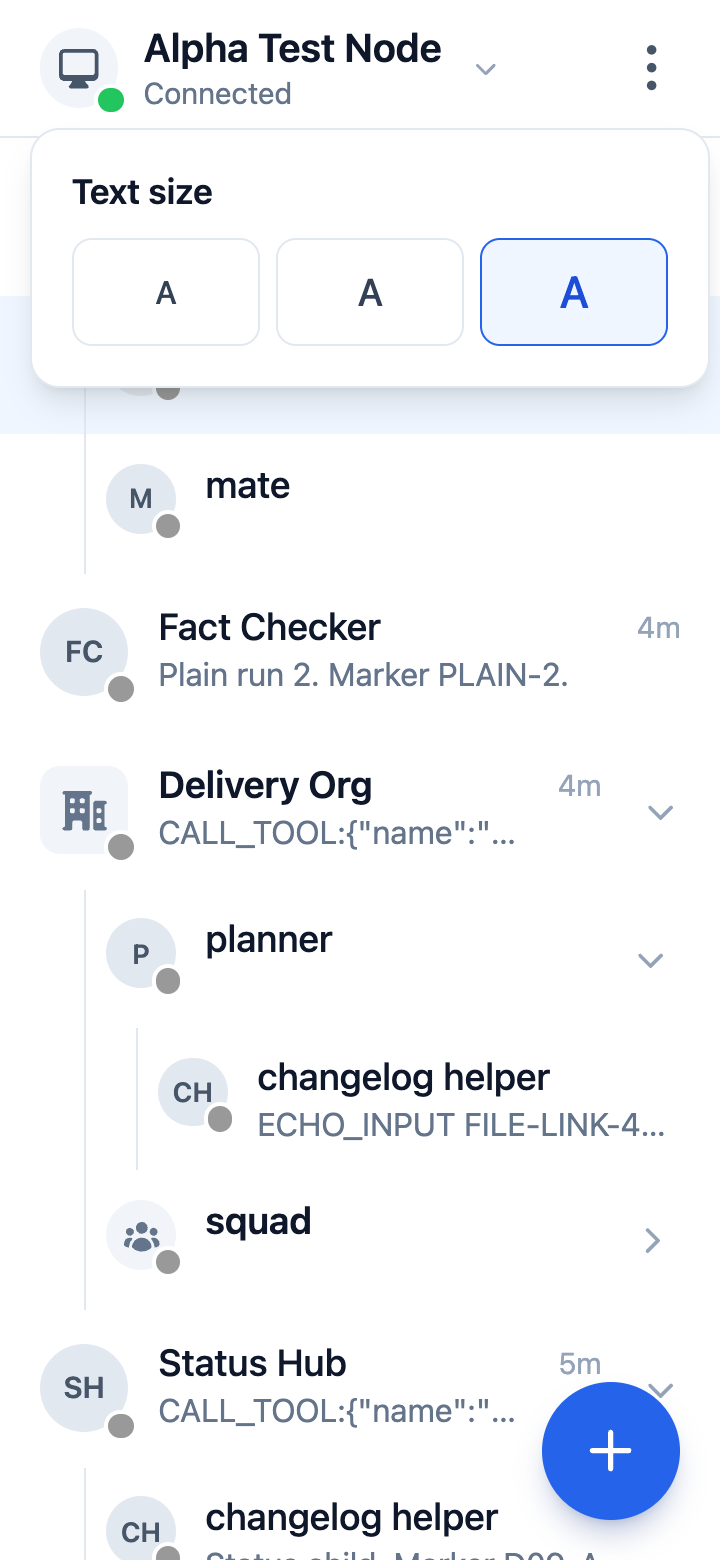 Alpha Test Node
Connected
Text size
A
A
A
M
mate
FC
Fact Checker
4m
Plain run 2. Marker PLAIN-2.
Delivery Org
4m
CALL_TOOL:{"name":"...
P
planner
CH
changelog helper
ECHO_INPUT FILE-LINK-4...
squad
SH
Status Hub
5m
CALL_TOOL:{"name":"...
CH
changelog helper